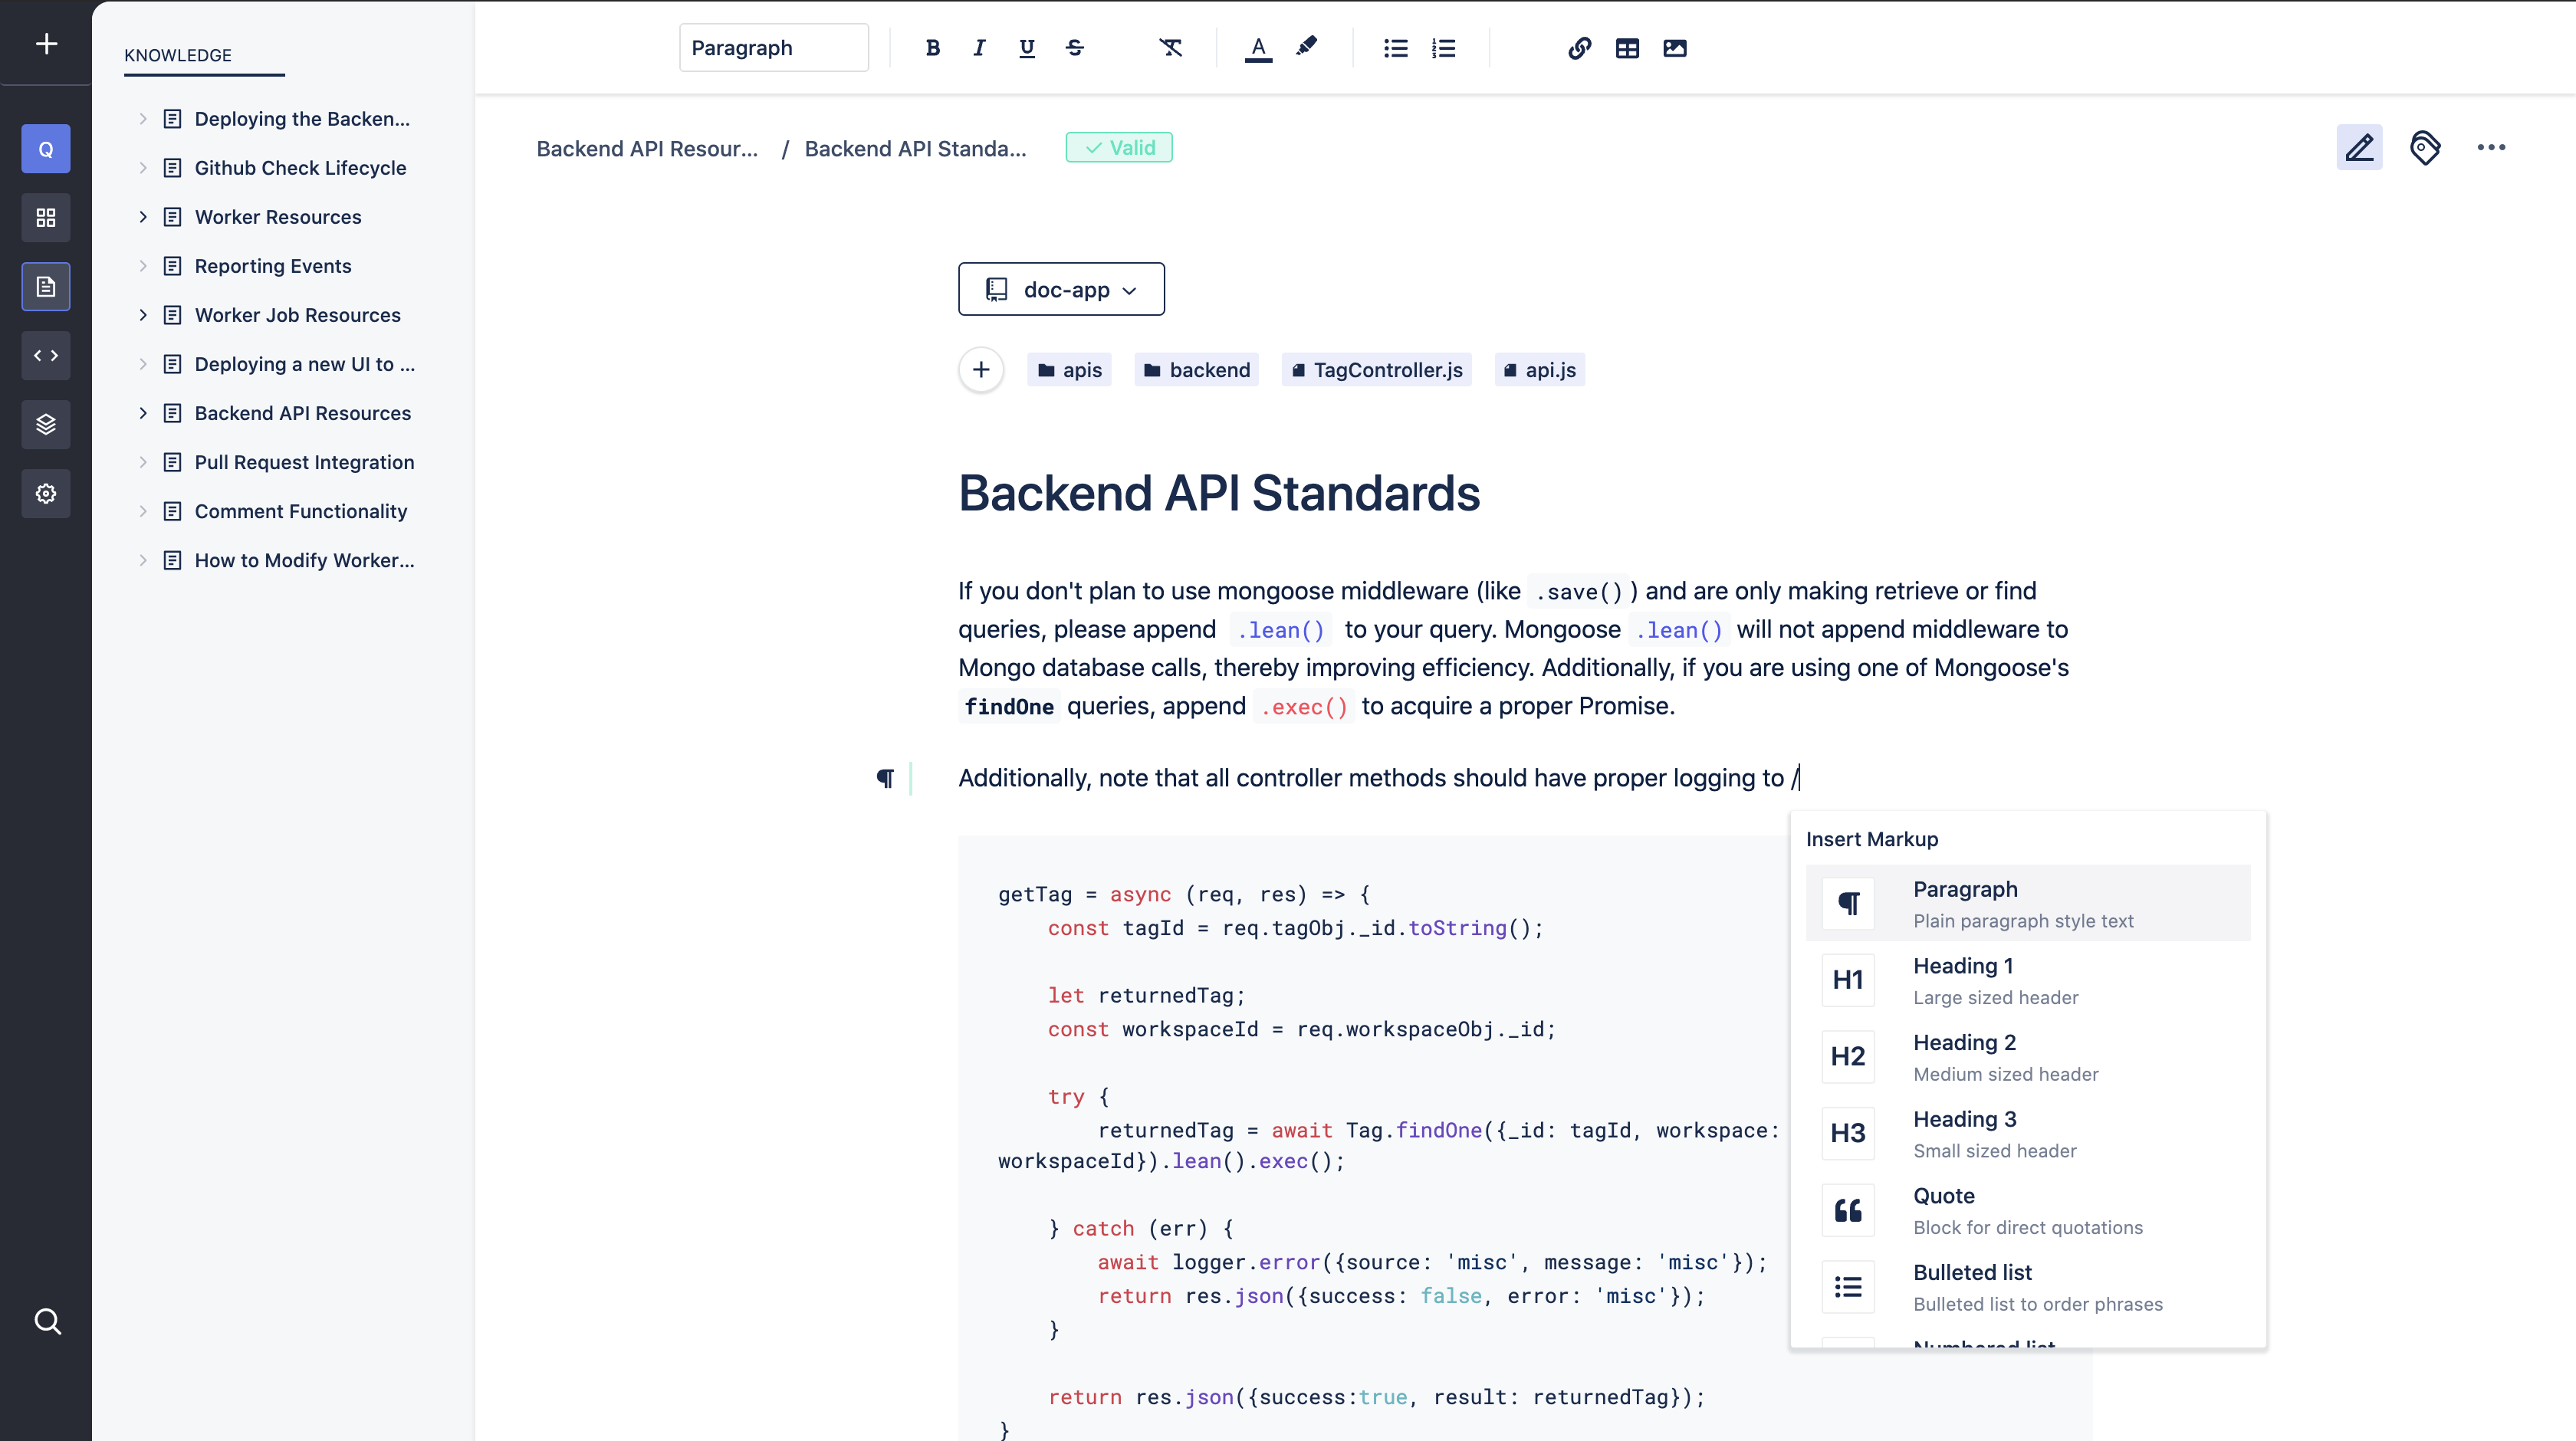 KNOWLEDGE
Q
Deploying the Backen...
Github Check Lifecycle
Worker Resources
Reporting Events
Worker Job Resources
Deploying a new UI to ...
Backend API Resources
Pull Request Integration
Comment Functionality
How to Modify Worker...
Paragraph
B I U S A
Backend API Resour... / Backend API Standa... Valid
doc-app
apis backend TagController.js api.js
Backend API Standards
If you don't plan to use mongoose middleware (like .save() ) and are only making retrieve or find
queries, please append .lean() to your query. Mongoose .lean() will not append middleware to
Mongo database calls, thereby improving efficiency. Additionally, if you are using one of Mongoose's
findOne queries, append .exec() to acquire a proper Promise.
¶ Additionally, note that all controller methods should have proper logging to /
getTag = async (req, res) => {
const tagId = req.tagObj._id.toString();
let returnedTag;
const workspaceId = req.workspaceObj._id;
try {
returnedTag = await Tag.findOne({_id: tagId, workspace:
workspaceId}).lean().exec();
} catch (err) {
await logger.error({source: 'misc', message: 'misc'});
return res.json({success: false, error: 'misc'});
}
return res.json({success:true, result: returnedTag});
}
Insert Markup
¶ Paragraph
Plain paragraph style text
H1 Heading 1
Large sized header
H2 Heading 2
Medium sized header
H3 Heading 3
Small sized header
Quote
Block for direct quotations
Bulleted list
Bulleted list to order phrases
Numbered list